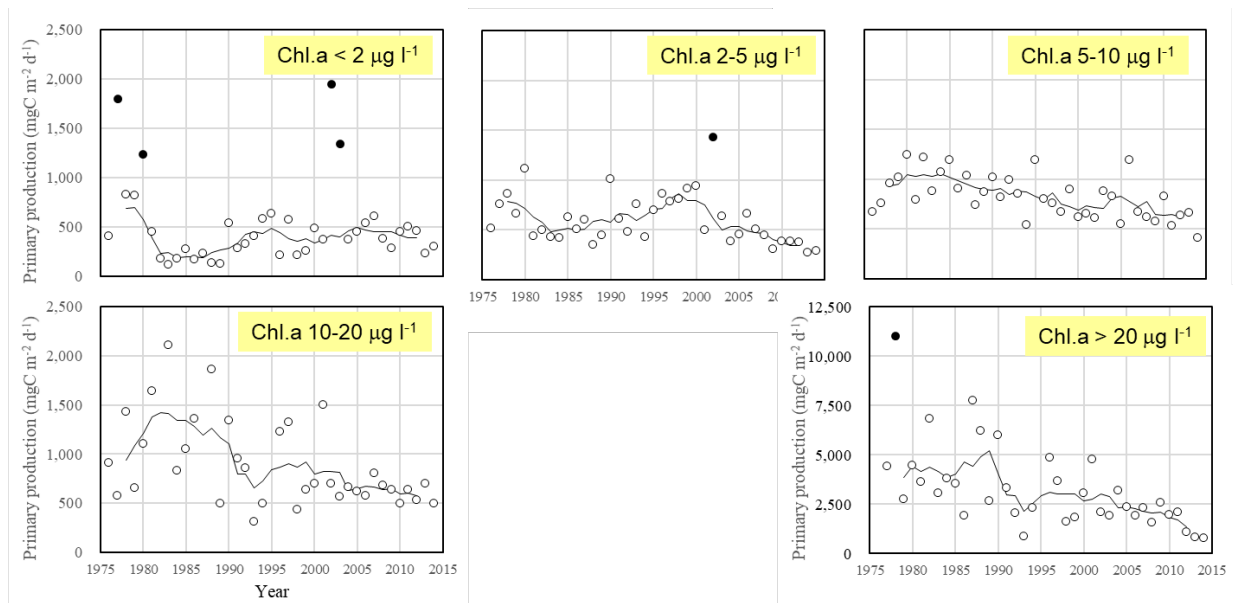 2,500
2,000
1,500
1,000
500
0
Primary production (mgC m⁻² d⁻¹)
Chl.a < 2 μg l⁻¹
Chl.a 2-5 μg l⁻¹
1975 1980 1985 1990 1995 2000 2005
Chl.a 5-10 μg l⁻¹
2,500
2,000
1,500
1,000
500
0
Primary production (mgC m⁻² d⁻¹)
Chl.a 10-20 μg l⁻¹
1975 1980 1985 1990 1995 2000 2005 2010 2015
Year
12,500
10,000
7,500
5,000
2,500
0
Primary production (mgC m⁻² d⁻¹)
Chl.a > 20 μg l⁻¹
1975 1980 1985 1990 1995 2000 2005 2010 2015